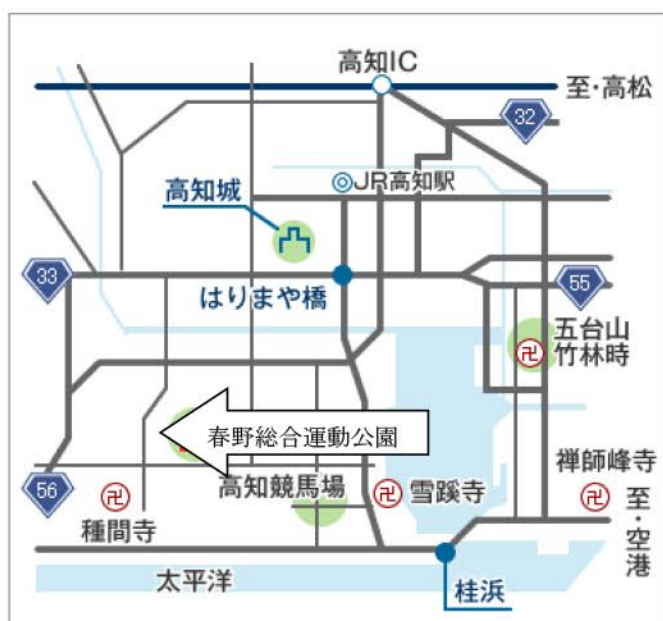 高知IC
至・高松
32
JR高知駅
高知城
33
はりまや橋
55
五台山
竹林時
春野総合運動公園
56
種間寺
高知競馬場
雪蹊寺
禅師峰寺
至・空港
太平洋
桂浜